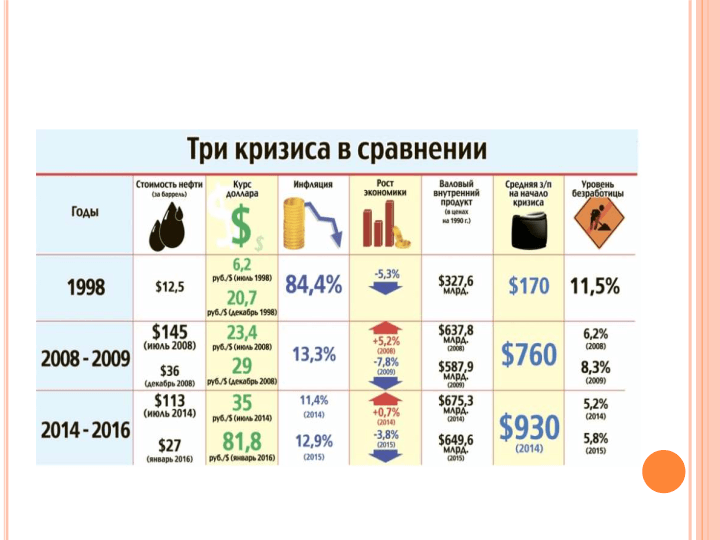 Три кризиса в сравнении
Годы
Стоимость нефти
(за баррель)
Курс
доллара
$
$
Инфляция
Рост
экономики
Валовый
внутренний
продукт
(в ценах
на 1990 г.)
Средняя з/п
на начало
кризиса
Уровень
безработицы
1998
$12,5
6,2
руб./$ (июль 1998)
20,7
руб./$ (декабрь 1998)
84,4%
-5,3%
$327,6
млрд.
$170
11,5%
2008 - 2009
$145
(июль 2008)
$36
(декабрь 2008)
23,4
руб./$ (июль 2008)
29
руб./$ (декабрь 2008)
13,3%
+5,2%
(2008)
-7,8%
(2009)
$637,8
млрд.
(2008)
$587,9
млрд.
(2009)
$760
6,2%
(2008)
8,3%
(2009)
2014 - 2016
$113
(июль 2014)
$27
(январь 2016)
35
руб./$ (июль 2014)
81,8
руб./$ (январь 2016)
11,4%
(2014)
12,9%
(2015)
+0,7%
(2014)
-3,8%
(2015)
$675,3
млрд.
(2014)
$649,6
млрд.
(2015)
$930
(2014)
5,2%
(2014)
5,8%
(2015)